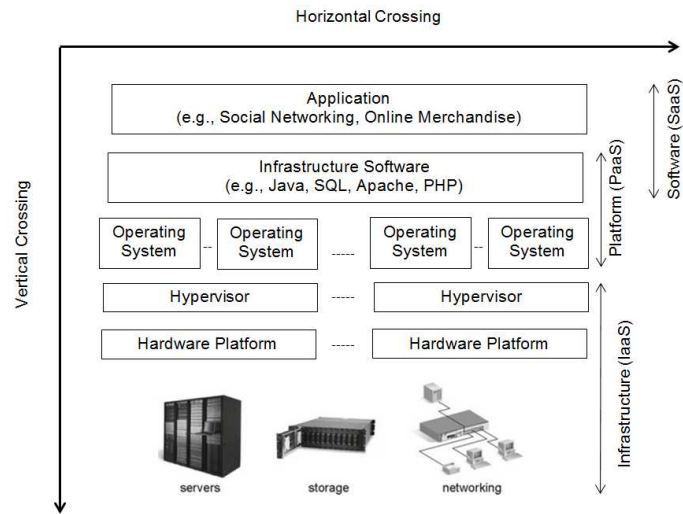 Horizontal Crossing
Vertical Crossing
Application
(e.g., Social Networking, Online Merchandise)
Software (SaaS)
Infrastructure Software
(e.g., Java, SQL, Apache, PHP)
Platform (PaaS)
Operating System -- Operating System ----- Operating System -- Operating System
Hypervisor ----- Hypervisor
Hardware Platform ----- Hardware Platform
Infrastructure (IaaS)
servers storage networking